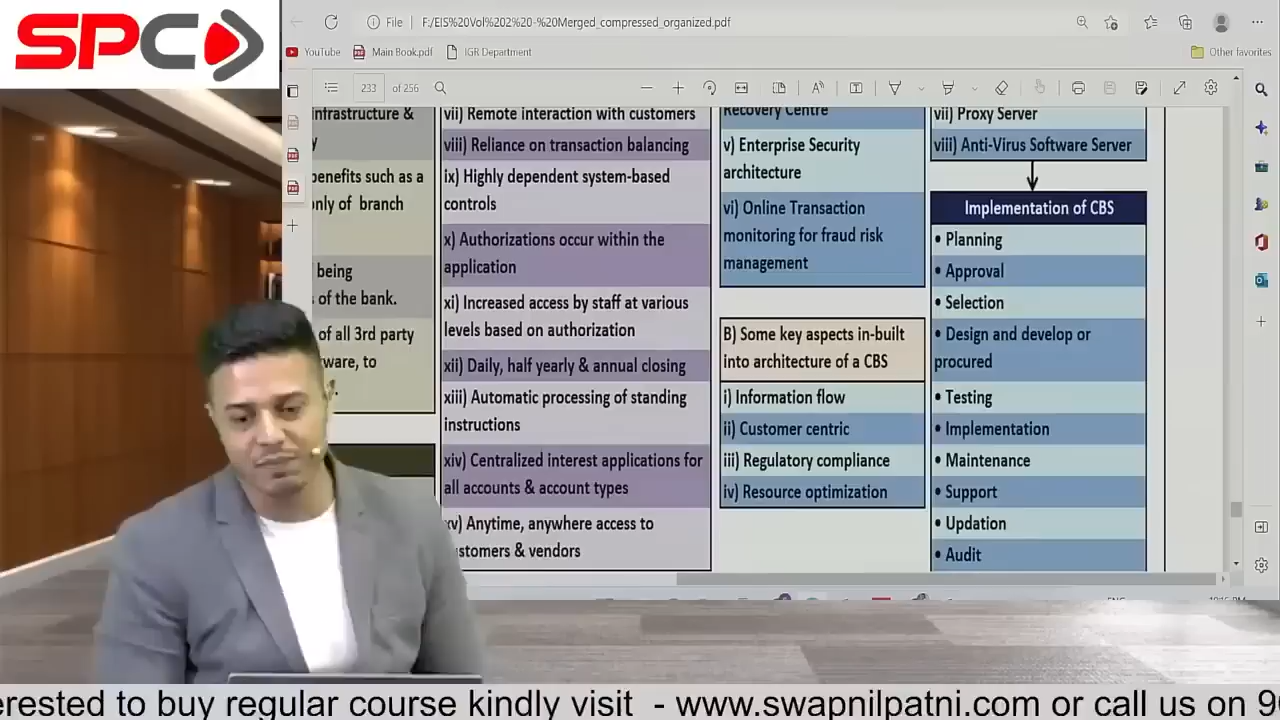 SPC
File
F:/EIS%20Vol%202%20-%20Merged_compressed_organized.pdf
YouTube
Main Book.pdf
IGR Department
Other favorites
233 of 256
nfrastructure &
y
benefits such as a
only of branch
being
s of the bank.
of all 3rd party
ware, to
vii) Remote interaction with customers
viii) Reliance on transaction balancing
ix) Highly dependent system-based
controls
x) Authorizations occur within the
application
xi) Increased access by staff at various
levels based on authorization
xii) Daily, half yearly & annual closing
xiii) Automatic processing of standing
instructions
xiv) Centralized interest applications for
all accounts & account types
xv) Anytime, anywhere access to
ustomers & vendors
Recovery Centre
v) Enterprise Security
architecture
vi) Online Transaction
monitoring for fraud risk
management
B) Some key aspects in-built
into architecture of a CBS
i) Information flow
ii) Customer centric
iii) Regulatory compliance
iv) Resource optimization
vii) Proxy Server
viii) Anti-Virus Software Server
Implementation of CBS
• Planning
• Approval
• Selection
• Design and develop or
procured
• Testing
• Implementation
• Maintenance
• Support
• Updation
• Audit
erested to buy regular course kindly visit - www.swapnilpatni.com or call us on 9